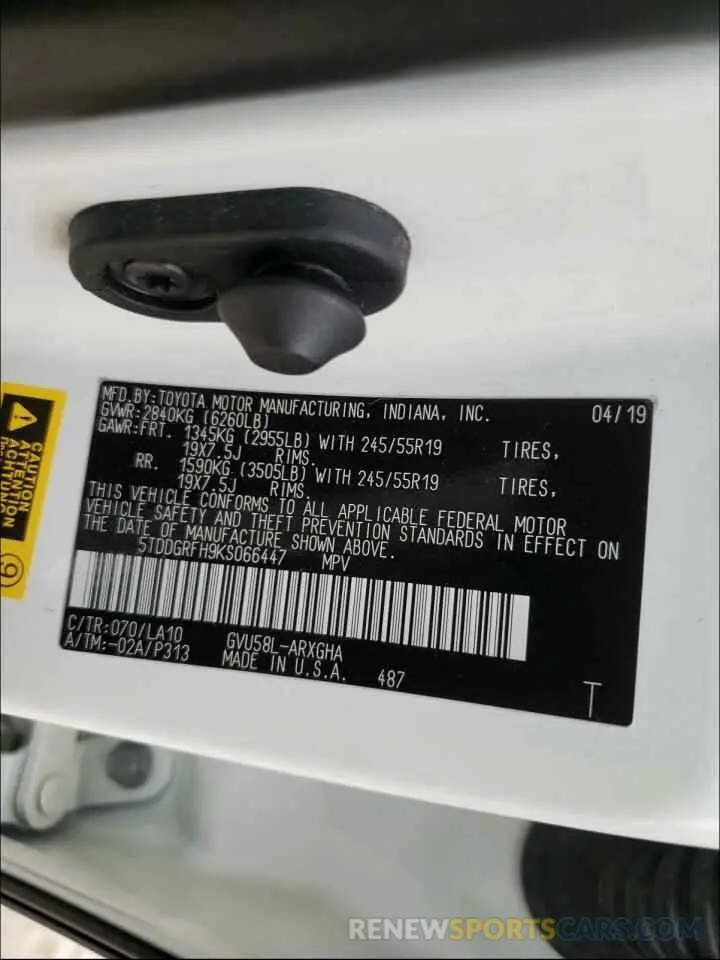 MFD.BY:TOYOTA MOTOR MANUFACTURING, INDIANA, INC. 04/19
GVWR:2840KG (6260LB)
GAWR:FRT. 1345KG (2955LB) WITH 245/55R19 TIRES,
19X7.5J RIMS.
RR. 1590KG (3505LB) WITH 245/55R19 TIRES,
19X7.5J RIMS.
THIS VEHICLE CONFORMS TO ALL APPLICABLE FEDERAL MOTOR
VEHICLE SAFETY AND THEFT PREVENTION STANDARDS IN EFFECT ON
THE DATE OF MANUFACTURE SHOWN ABOVE.
5TDDGRFH9KS066447 MPV
C/TR:070/LA10 GVU58L-ARXGHA
A/TM:-02A/P313 MADE IN U.S.A. 487
T
CAUTION
ATTENTION
ACHTUNG
9
RENEWSPORTSCARS.COM